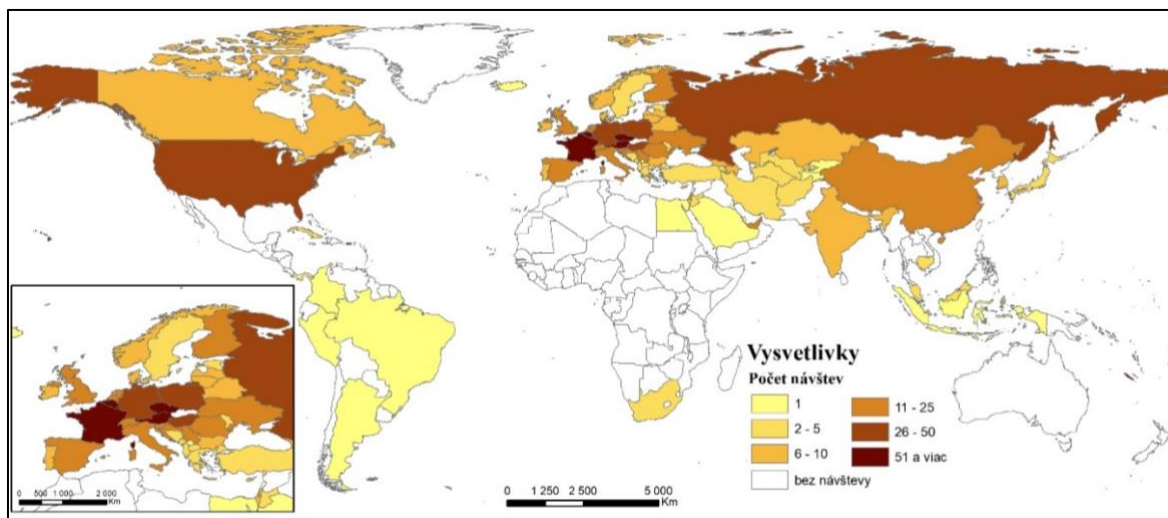 Vysvetlivky
Počet návštev
1
2 - 5
6 - 10
bez návštevy
11 - 25
26 - 50
51 a viac
0 500 1 000 2 000
Km
0 1 250 2 500 5 000
Km